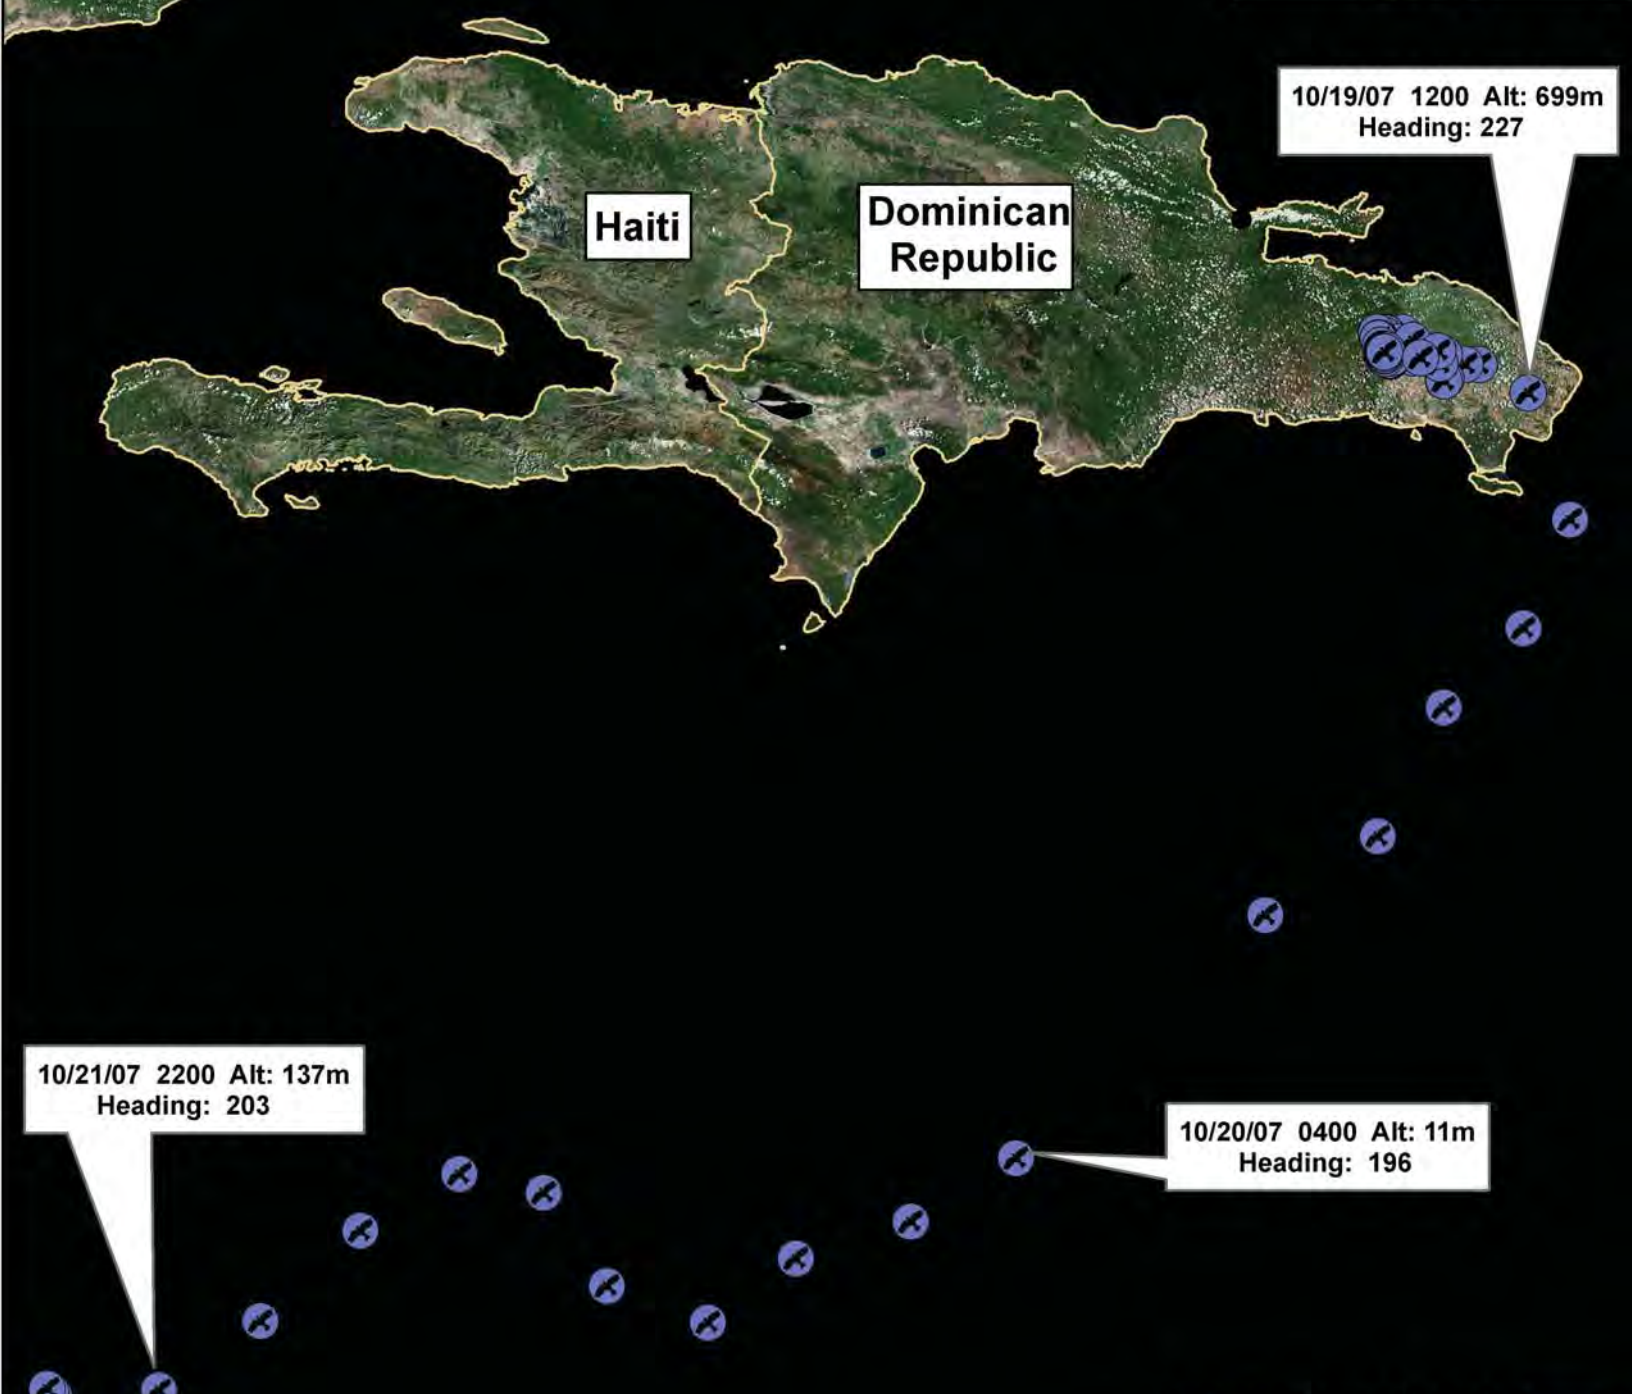 10/19/07 1200 Alt: 699m
Heading: 227
Haiti
Dominican
Republic
10/21/07 2200 Alt: 137m
Heading: 203
10/20/07 0400 Alt: 11m
Heading: 196